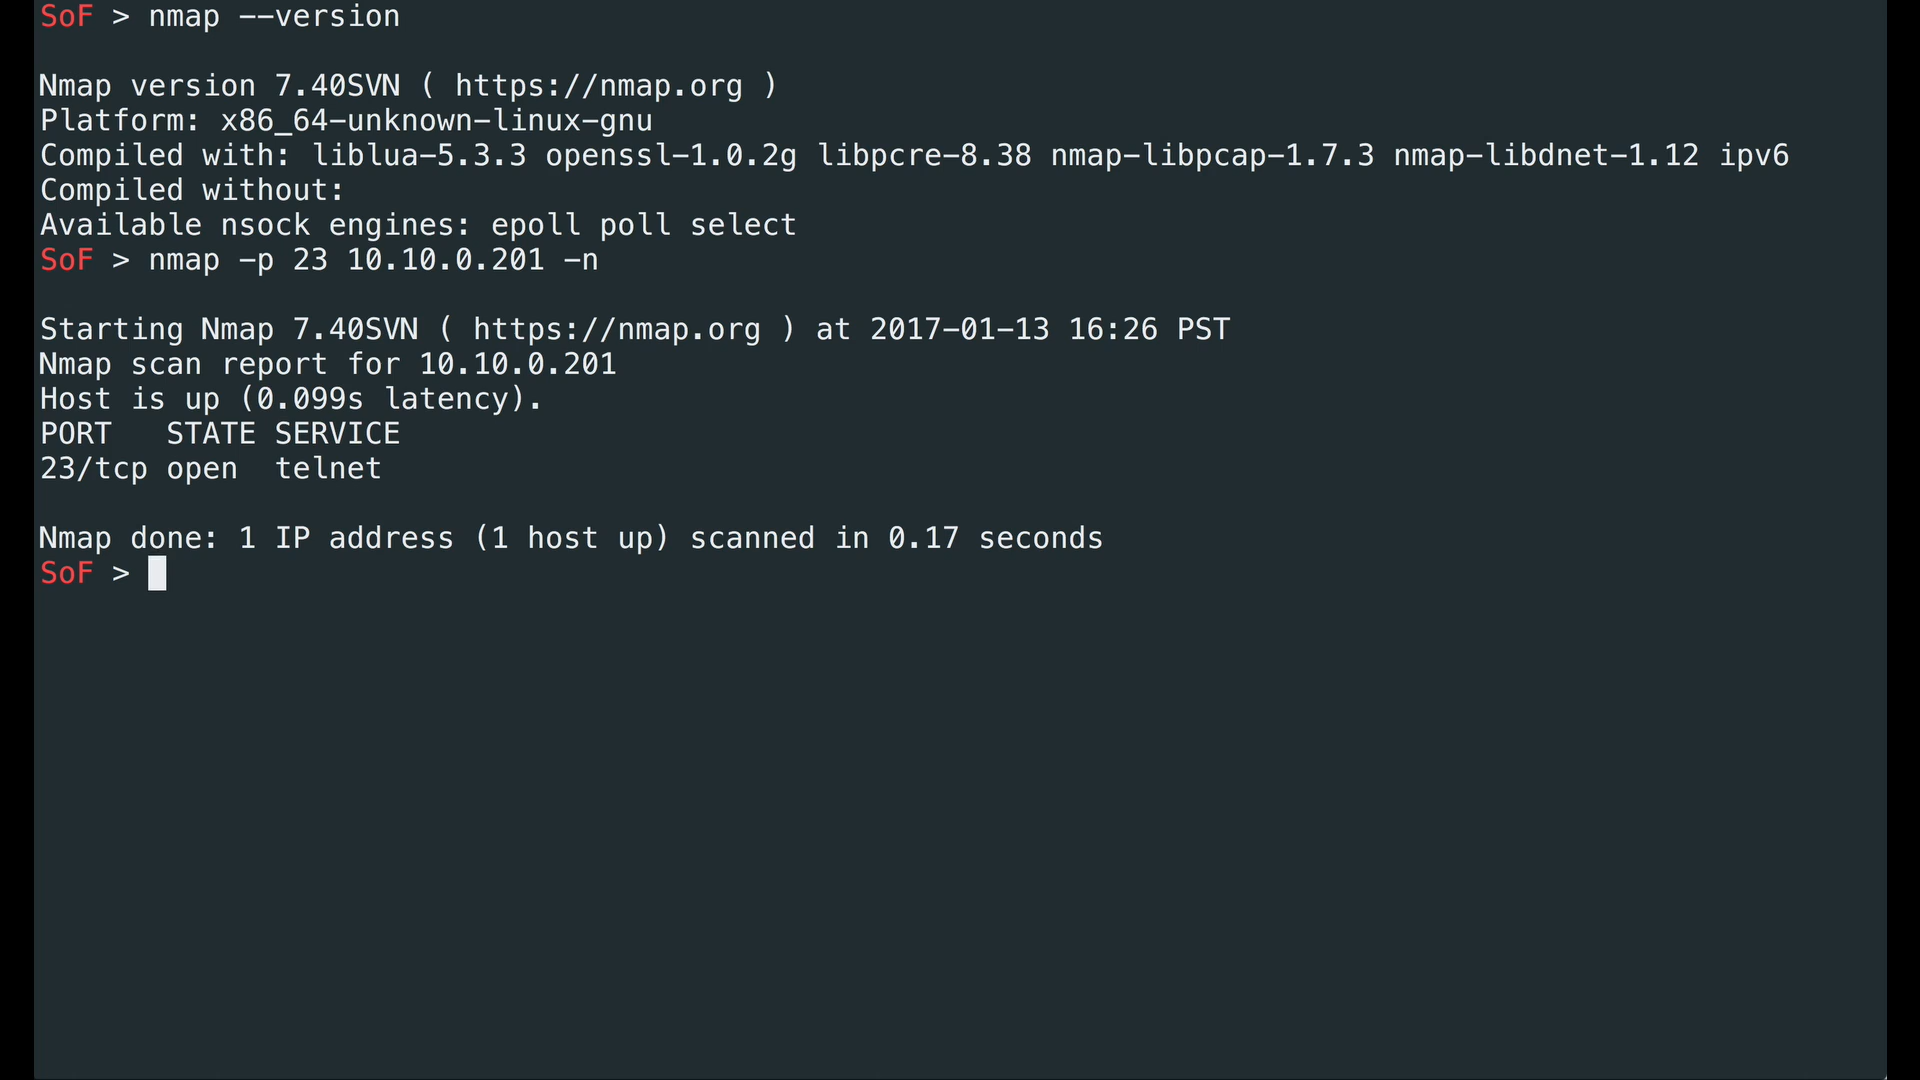 SoF > nmap --version
Nmap version 7.40SVN ( https://nmap.org )
Platform: x86_64-unknown-linux-gnu
Compiled with: liblua-5.3.3 openssl-1.0.2g libpcre-8.38 nmap-libpcap-1.7.3 nmap-libdnet-1.12 ipv6
Compiled without:
Available nsock engines: epoll poll select
SoF > nmap -p 23 10.10.0.201 -n
Starting Nmap 7.40SVN ( https://nmap.org ) at 2017-01-13 16:26 PST
Nmap scan report for 10.10.0.201
Host is up (0.099s latency).
PORT   STATE SERVICE
23/tcp open  telnet
Nmap done: 1 IP address (1 host up) scanned in 0.17 seconds
SoF >